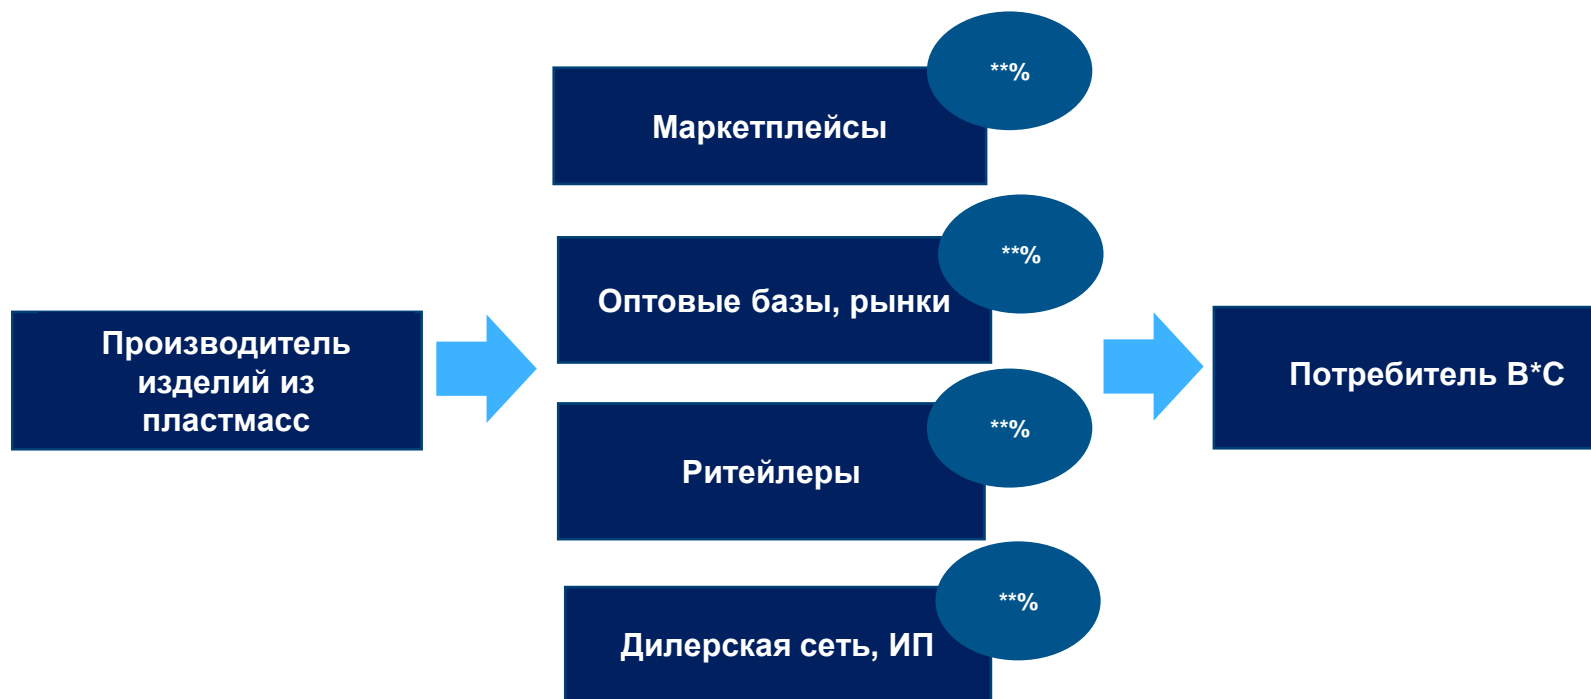 **%
Маркетплейсы
**%
Оптовые базы, рынки
Производитель
изделий из
пластмасс
Потребитель B*C
**%
Ритейлеры
**%
Дилерская сеть, ИП